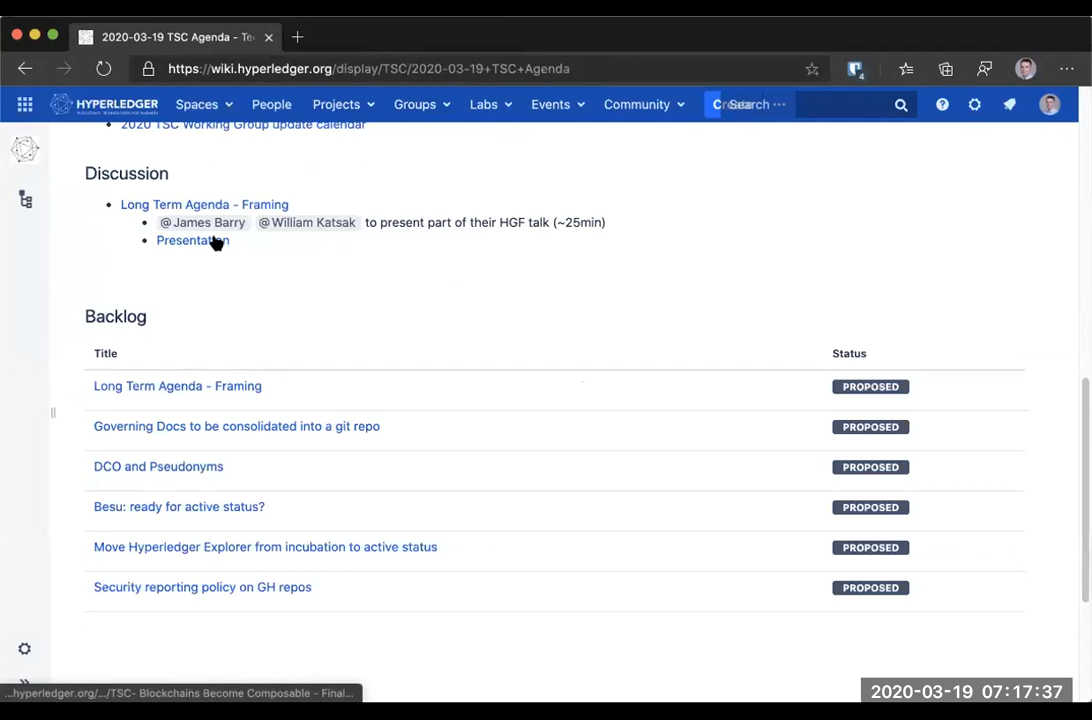 2020-03-19 TSC Agenda - Te
https://wiki.hyperledger.org/display/TSC/2020-03-19+TSC+Agenda
4
HYPERLEDGER
Spaces People Projects Groups Labs Events Community Search
2020 TSC Working Group update calendar
Discussion
Long Term Agenda - Framing
@James Barry @William Katsak to present part of their HGF talk (~25min)
Presentation
Backlog
Title Status
Long Term Agenda - Framing PROPOSED
Governing Docs to be consolidated into a git repo PROPOSED
DCO and Pseudonyms PROPOSED
Besu: ready for active status? PROPOSED
Move Hyperledger Explorer from incubation to active status PROPOSED
Security reporting policy on GH repos PROPOSED
...hyperledger.org/.../TSC- Blockchains Become Composable - Final...
2020-03-19 07:17:37